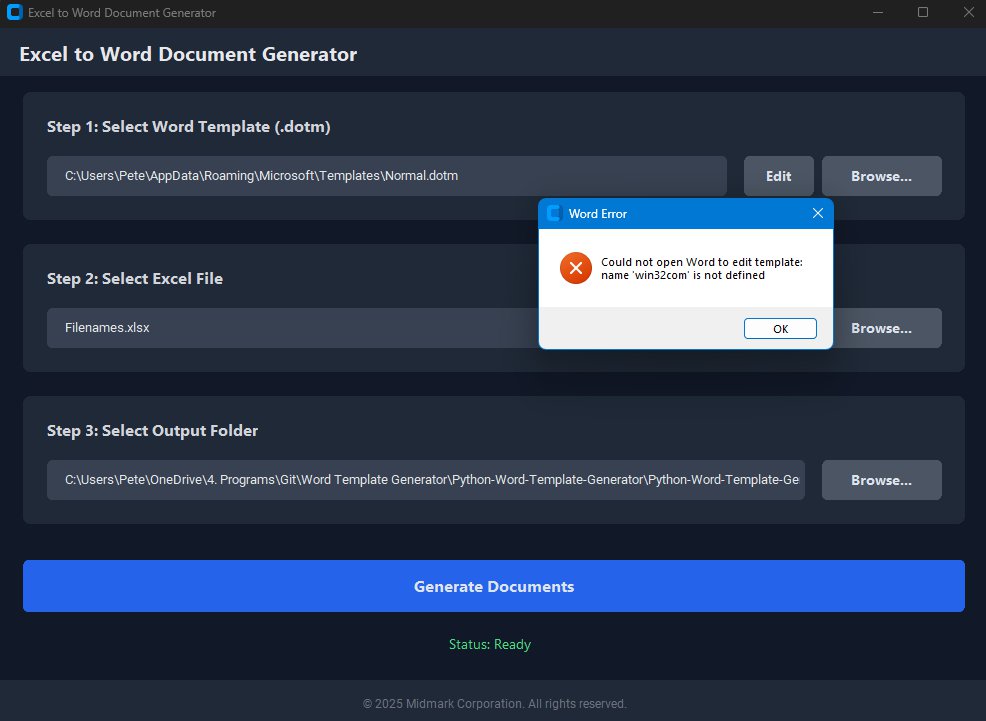 Excel to Word Document Generator
Excel to Word Document Generator
Step 1: Select Word Template (.dotm)
C:\Users\Pete\AppData\Roaming\Microsoft\Templates\Normal.dotm
Edit
Browse...
Word Error
Could not open Word to edit template:
name 'win32com' is not defined
OK
Step 2: Select Excel File
Filenames.xlsx
Browse...
Step 3: Select Output Folder
C:\Users\Pete\OneDrive\4. Programs\Git\Word Template Generator\Python-Word-Template-Generator\Python-Word-Template-Ge
Browse...
Generate Documents
Status: Ready
© 2025 Midmark Corporation. All rights reserved.